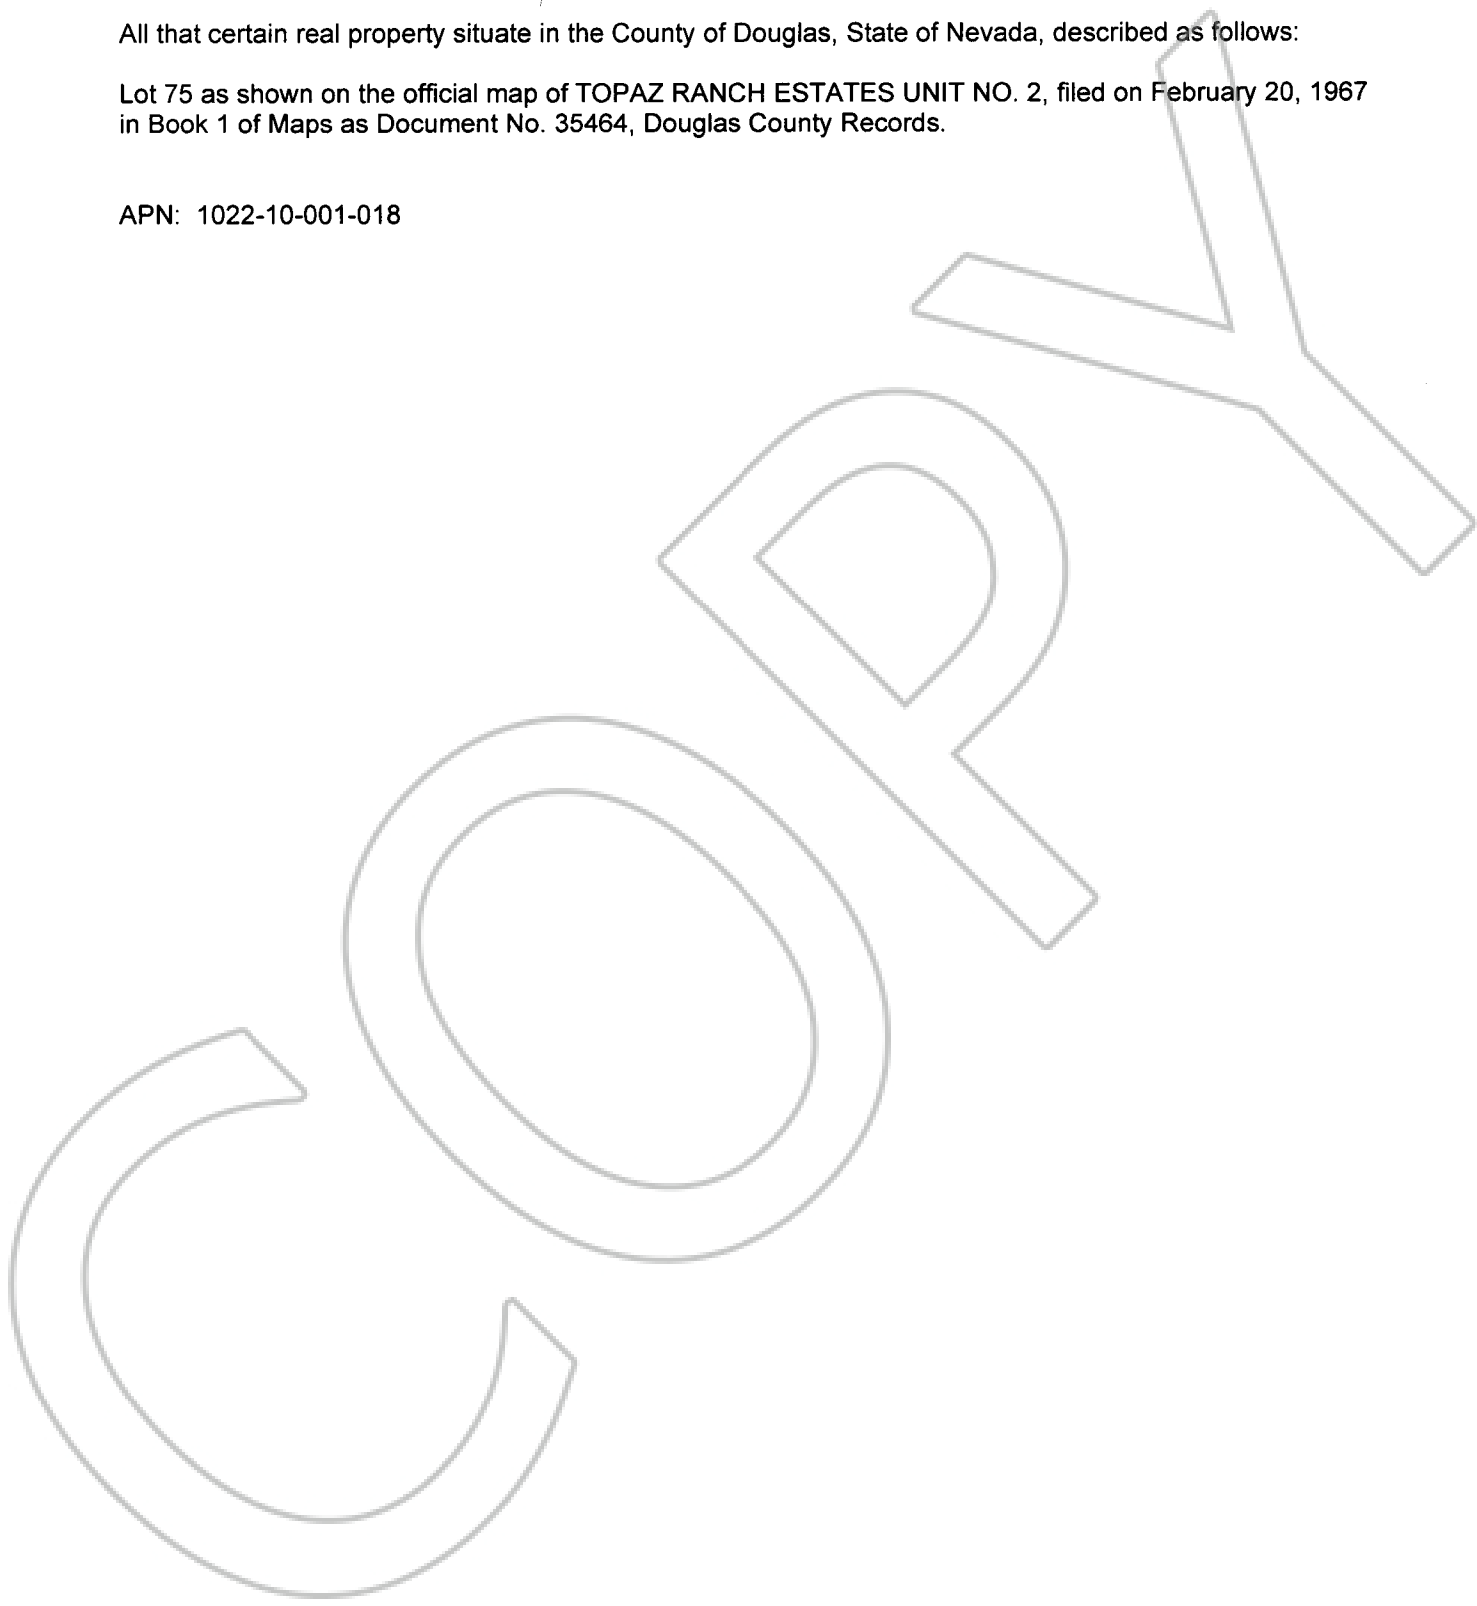 All that certain real property situate in the County of Douglas, State of Nevada, described as follows:
Lot 75 as shown on the official map of TOPAZ RANCH ESTATES UNIT NO. 2, filed on February 20, 1967
in Book 1 of Maps as Document No. 35464, Douglas County Records.
APN: 1022-10-001-018
COPY